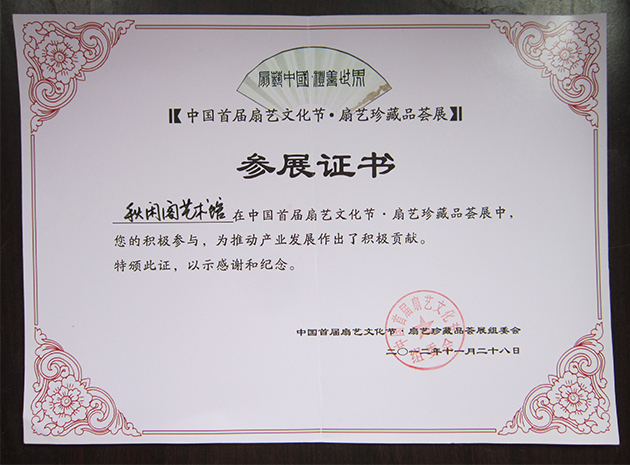 扇艺中國·禮善世界
【中国首届扇艺文化节·扇艺珍藏品荟展】
参展证书
秋闲阁艺术馆在中国首届扇艺文化节·扇艺珍藏品荟展中，
您的积极参与，为推动产业发展作出了积极贡献。
特颁此证，以示感谢和纪念。
中国首届扇艺文化节·扇艺珍藏品荟展组委会
二〇一一年十一月二十八日